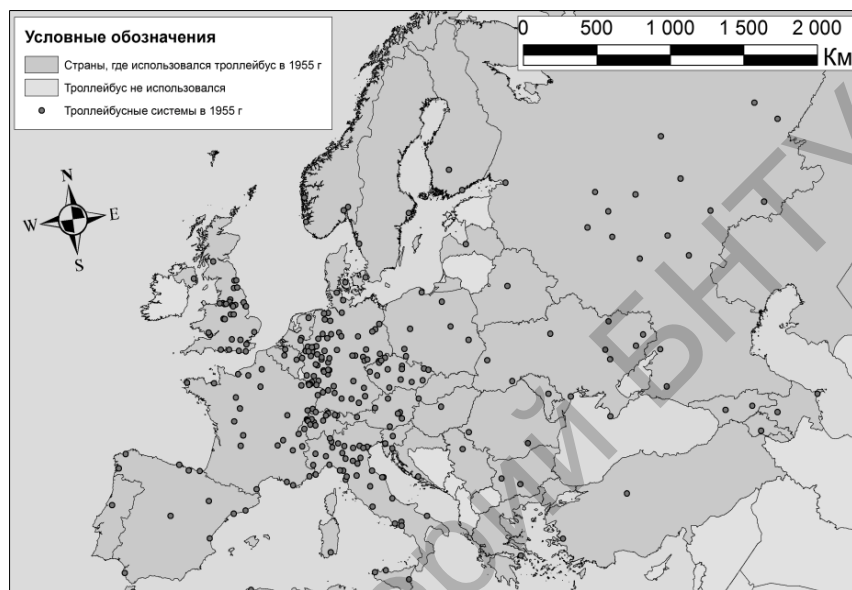 Условные обозначения
Страны, где использовался троллейбус в 1955 г
Троллейбус не использовался
Троллейбусные системы в 1955 г
0 500 1 000 1 500 2 000
Км
N
W E
S
БНТУ